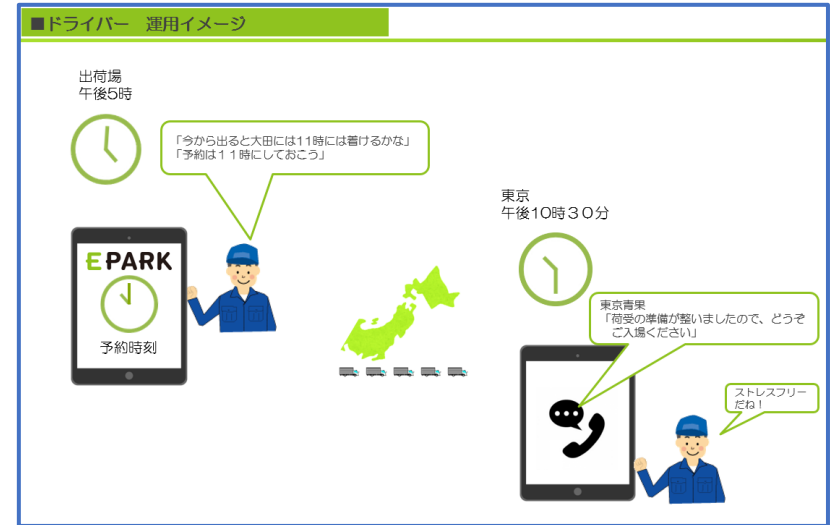 ■ドライバー　運用イメージ
出荷場
午後5時
「今から出ると大田には11時には着けるかな」
「予約は１１時にしておこう」
EPARK
予約時刻
東京
午後10時３０分
東京青果
「荷受の準備が整いましたので、どうぞ
ご入場ください」
ストレスフリー
だね！